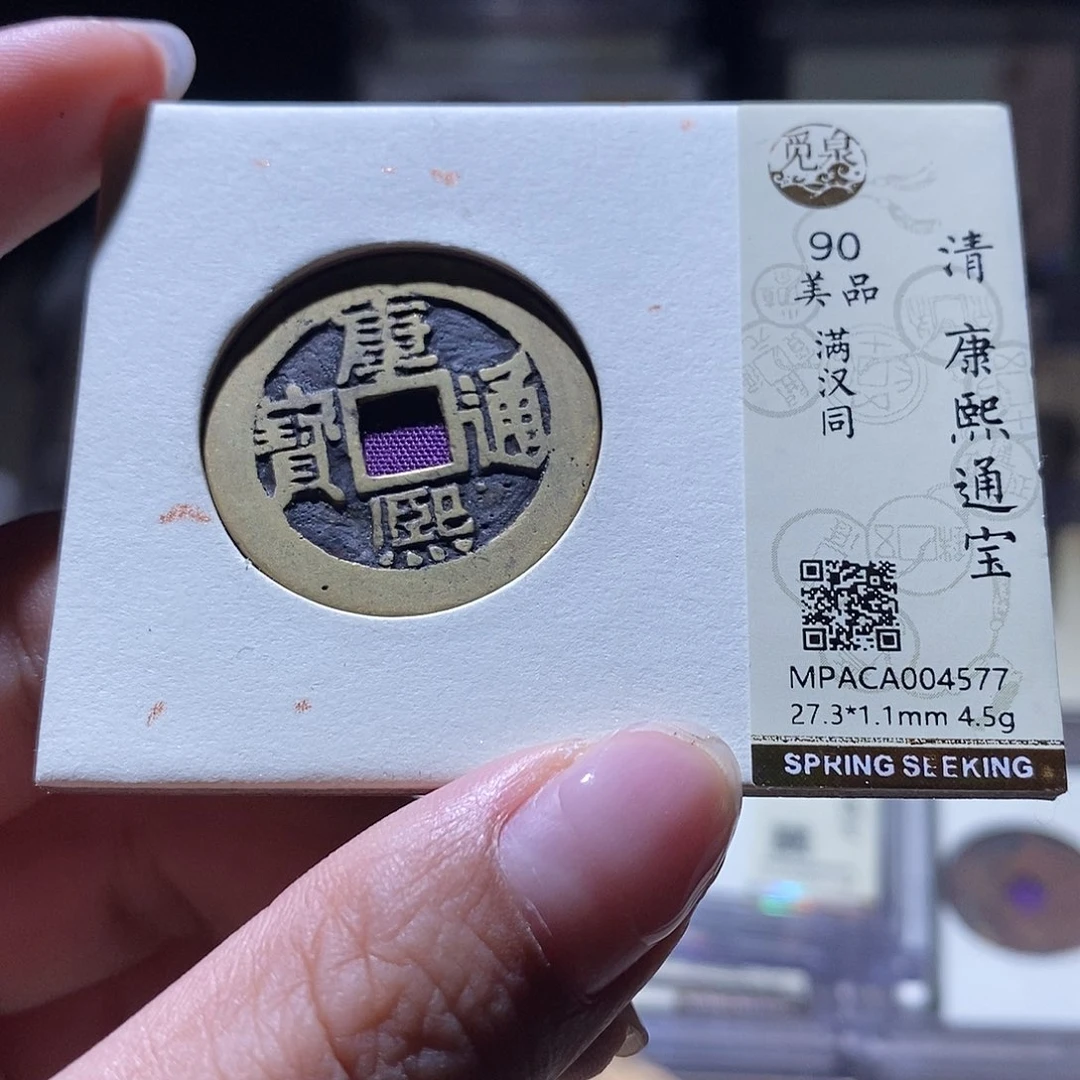 康熙通寳
觅泉
90
美品
满汉同
清 康熙通宝
MPACA004577
27.3*1.1mm 4.5g
SPRING SEEKING